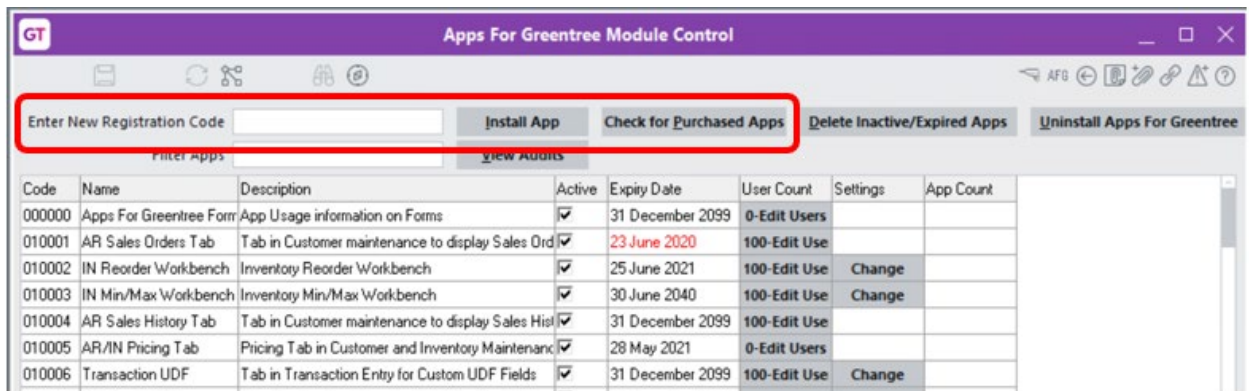 GT Apps For Greentree Module Control
AFG
Enter New Registration Code Install App Check for Purchased Apps Delete Inactive/Expired Apps Uninstall Apps For Greentree
Filter Apps View Audits
Code Name Description Active Expiry Date User Count Settings App Count
000000 Apps For Greentree Form App Usage information on Forms 31 December 2099 0-Edit Users
010001 AR Sales Orders Tab Tab in Customer maintenance to display Sales Ord 23 June 2020 100-Edit Use
010002 IN Reorder Workbench Inventory Reorder Workbench 25 June 2021 100-Edit Use Change
010003 IN Min/Max Workbench Inventory Min/Max Workbench 30 June 2040 100-Edit Use Change
010004 AR Sales History Tab Tab in Customer maintenance to display Sales Hist 31 December 2099 100-Edit Use
010005 AR/IN Pricing Tab Pricing Tab in Customer and Inventory Maintenanc 28 May 2021 0-Edit Users
010006 Transaction UDF Tab in Transaction Entry for Custom UDF Fields 31 December 2099 100-Edit Use Change